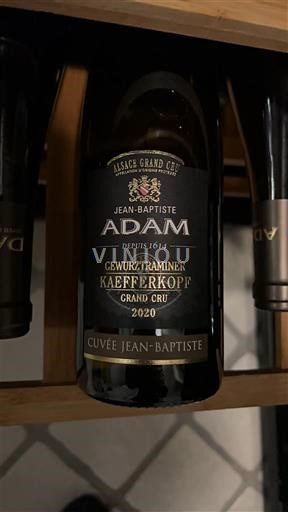 ALSACE GRAND CRU
APPELLATION D'ORIGINE PROTÉGÉE
JEAN-BAPTISTE
ADAM
DEPUIS 1614
VINIOU
GEWURZTRAMINER
KAEFFERKOPF
GRAND CRU
2020
CUVÉE JEAN-BAPTISTE